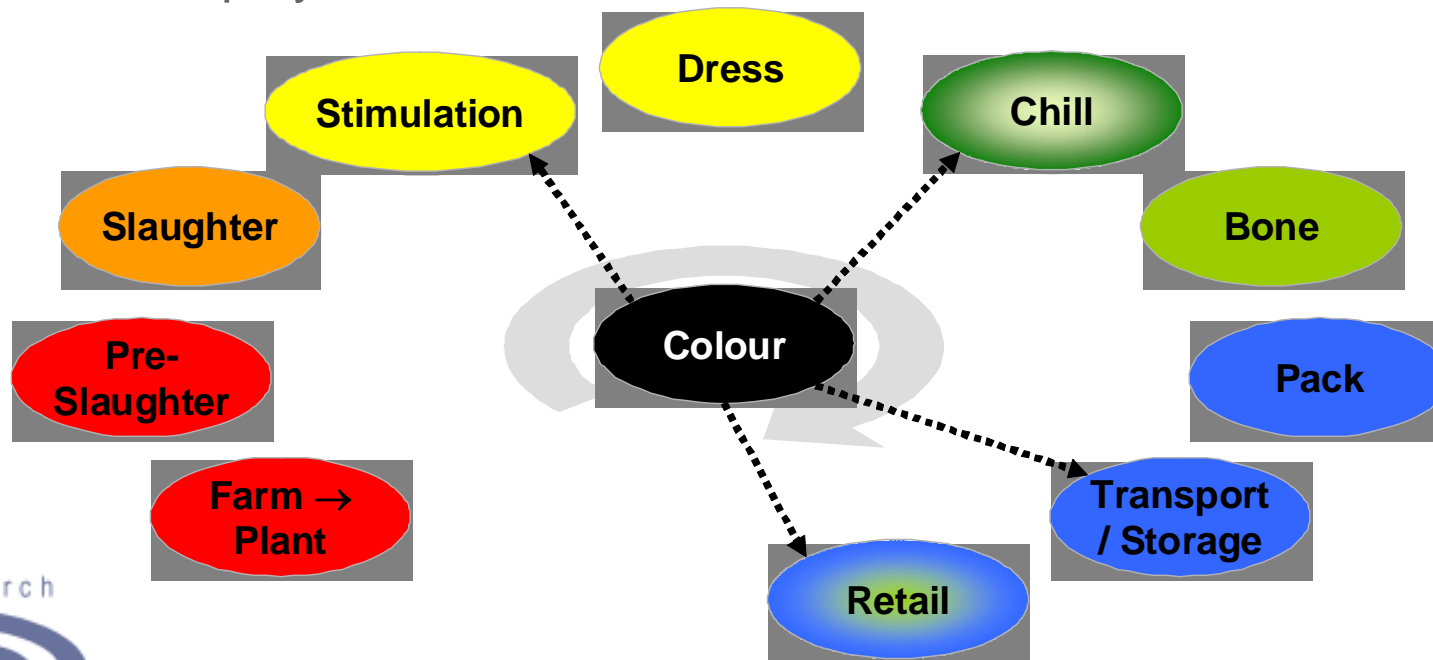 Dress
Stimulation
Chill
Slaughter
Bone
Colour
Pre-
Slaughter
Pack
Farm →
Plant
Transport
/ Storage
Retail
rch